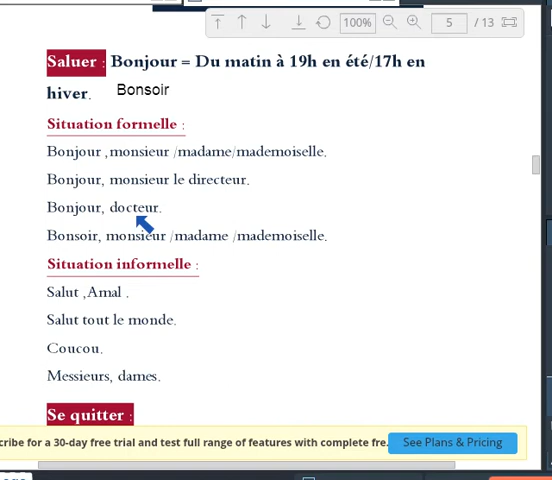 100%
5 / 13
Saluer : Bonjour = Du matin à 19h en été/17h en
hiver. Bonsoir
Situation formelle :
Bonjour ,monsieur /madame/mademoiselle.
Bonjour, monsieur le directeur.
Bonjour, docteur.
Bonsoir, monsieur /madame /mademoiselle.
Situation informelle :
Salut ,Amal .
Salut tout le monde.
Coucou.
Messieurs, dames.
Se quitter :
cribe for a 30-day free trial and test full range of features with complete fre. See Plans & Pricing